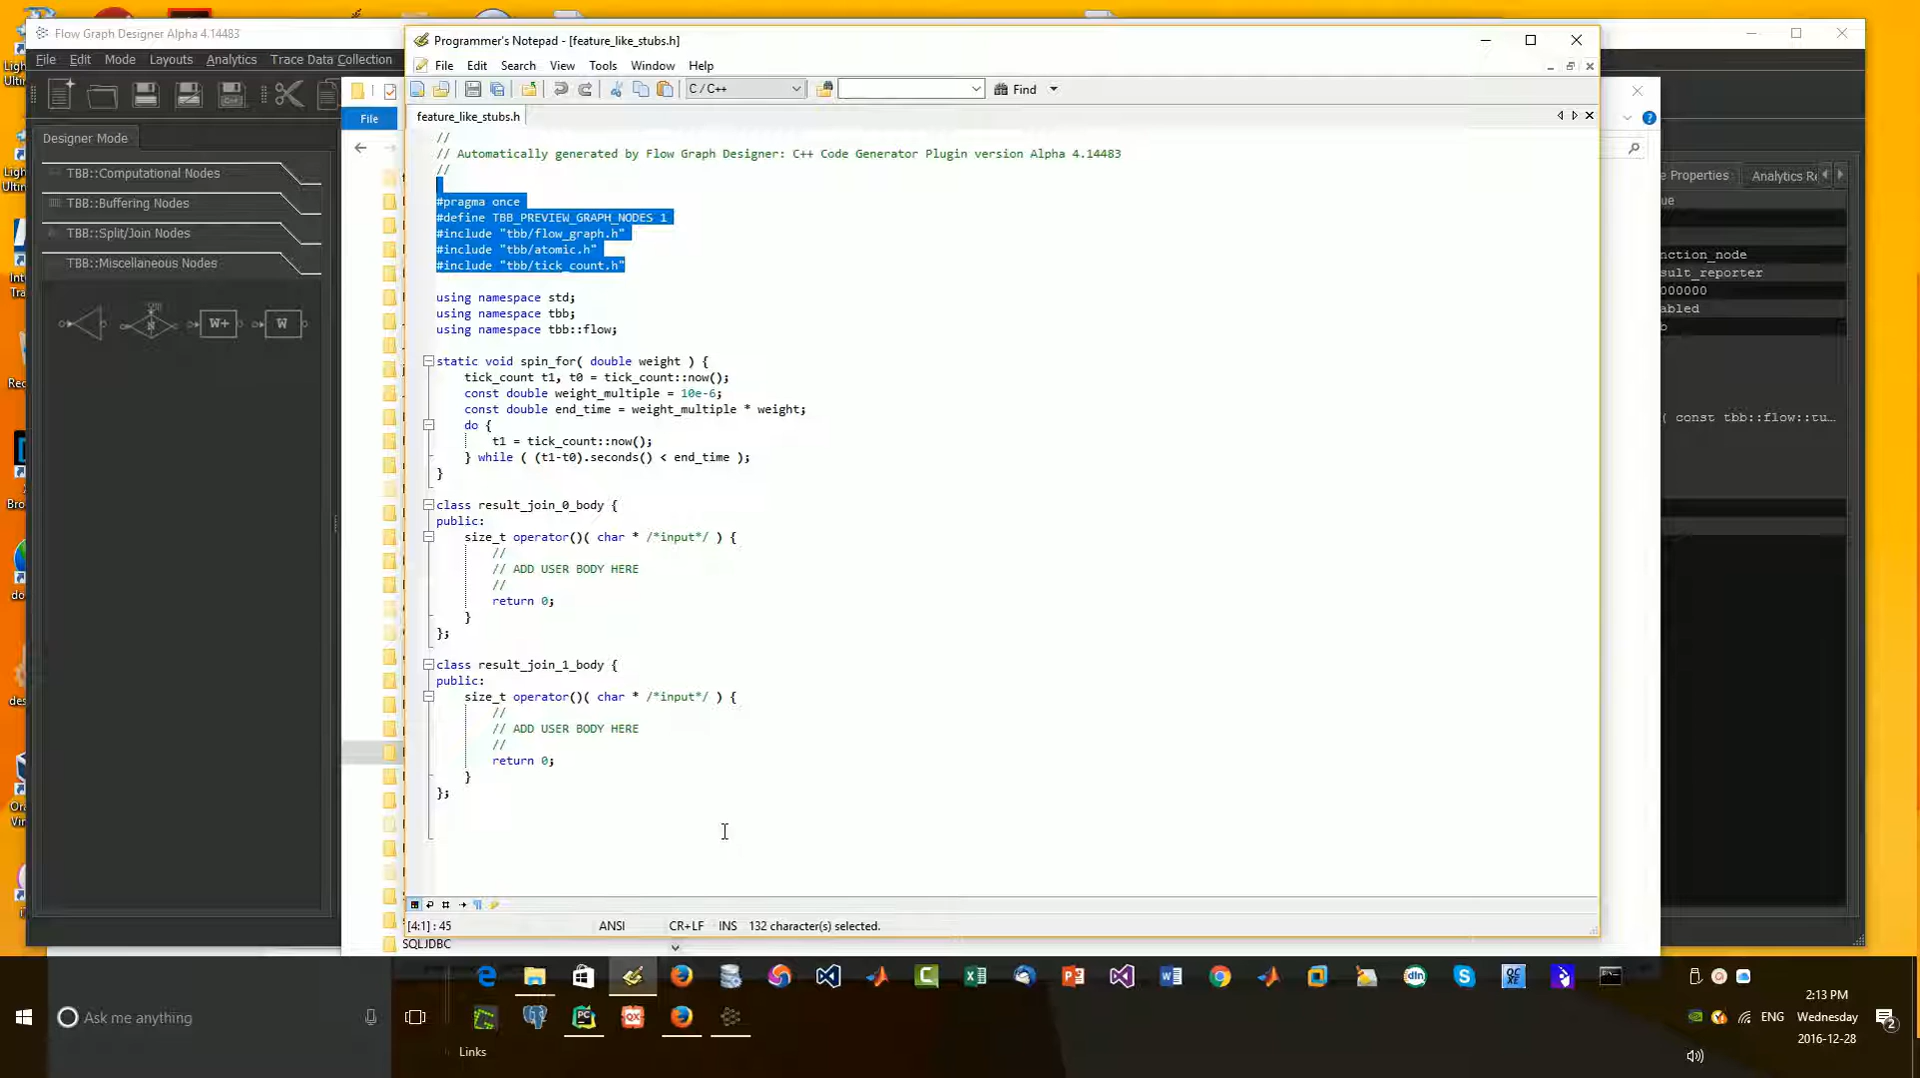 Flow Graph Designer Alpha 4.14483
File Edit Mode Layouts Analytics Trace Data Collection
Designer Mode
TBB::Computational Nodes
TBB::Buffering Nodes
TBB::Split/Join Nodes
TBB::Miscellaneous Nodes
W+ W
File
Programmer's Notepad - [feature_like_stubs.h]
File Edit Search View Tools Window Help
C / C++
Find
feature_like_stubs.h
//
// Automatically generated by Flow Graph Designer: C++ Code Generator Plugin version Alpha 4.14483
//
#pragma once
#define TBB_PREVIEW_GRAPH_NODES 1
#include "tbb/flow_graph.h"
#include "tbb/atomic.h"
#include "tbb/tick_count.h"
using namespace std;
using namespace tbb;
using namespace tbb::flow;
static void spin_for( double weight ) {
tick_count t1, t0 = tick_count::now();
const double weight_multiple = 10e-6;
const double end_time = weight_multiple * weight;
do {
t1 = tick_count::now();
} while ( (t1-t0).seconds() < end_time );
}
class result_join_0_body {
public:
size_t operator()( char * /*input*/ ) {
//
// ADD USER BODY HERE
//
return 0;
}
};
class result_join_1_body {
public:
size_t operator()( char * /*input*/ ) {
//
// ADD USER BODY HERE
//
return 0;
}
};
[4:1] : 45 ANSI CR+LF INS 132 character(s) selected.
SQLJDBC
e Properties Analytics Re
ue
nction_node
sult_reporter
000000
abled
( const tbb::flow::tu...
Ask me anything
Links
ENG
2:13 PM
Wednesday
2016-12-28
2